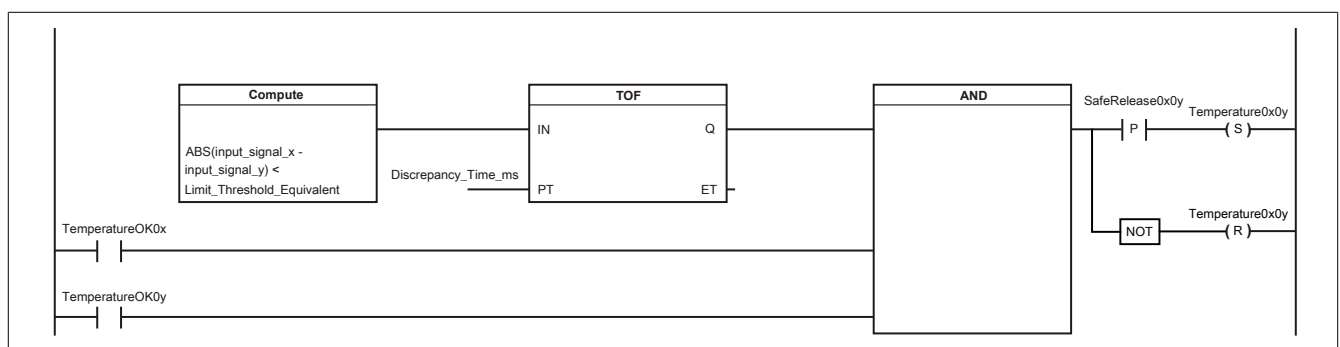 Compute
ABS(input_signal_x -
input_signal_y) <
Limit_Threshold_Equivalent
TOF
IN
Q
Discrepancy_Time_ms
PT
ET
AND
SafeRelease0x0y
P
Temperature0x0y
( S )
TemperatureOK0x
NOT
Temperature0x0y
( R )
TemperatureOK0y